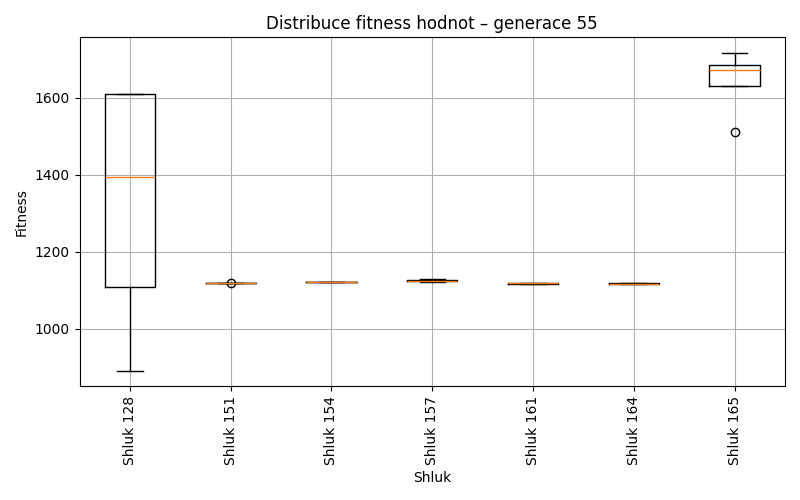 Distribuce fitness hodnot – generace 55
Fitness
1600
1400
1200
1000
Shluk 128
Shluk 151
Shluk 154
Shluk 157
Shluk 161
Shluk 164
Shluk 165
Shluk